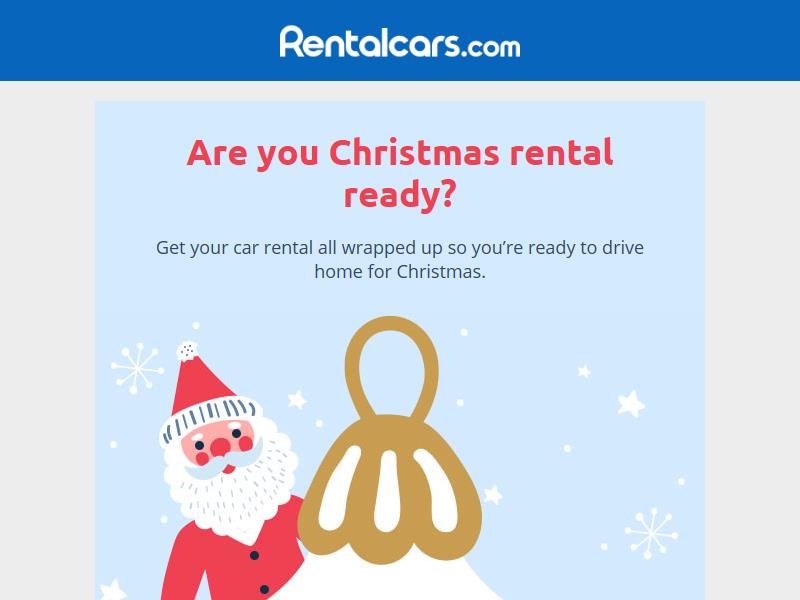 Rentalcars.com
Are you Christmas rental
ready?
Get your car rental all wrapped up so you’re ready to drive
home for Christmas.